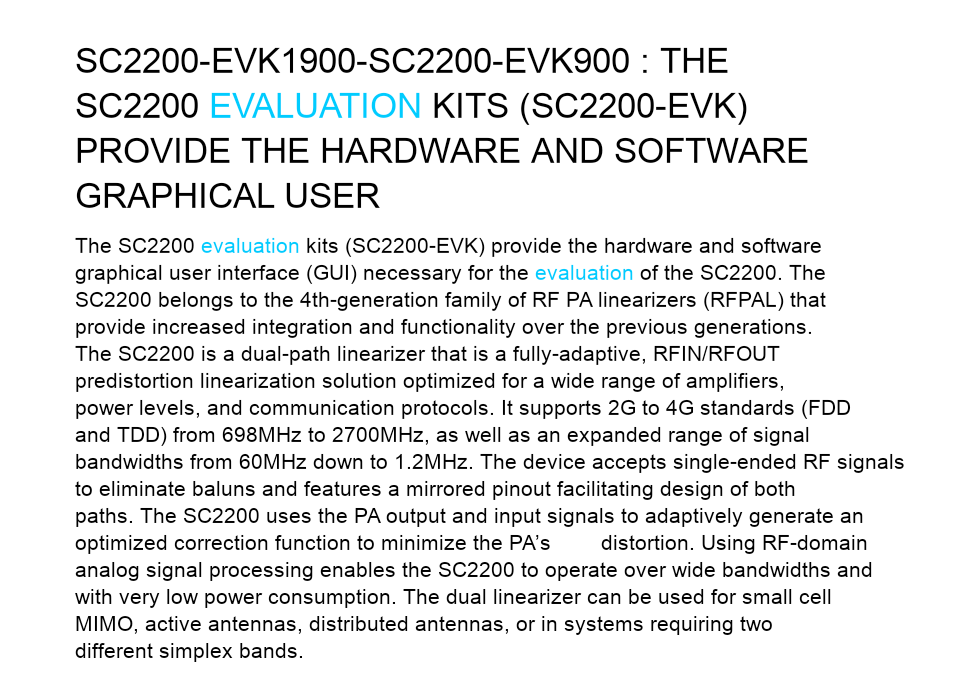 SC2200-EVK1900-SC2200-EVK900 : THE
SC2200 EVALUATION KITS (SC2200-EVK)
PROVIDE THE HARDWARE AND SOFTWARE
GRAPHICAL USER
The SC2200 evaluation kits (SC2200-EVK) provide the hardware and software
graphical user interface (GUI) necessary for the evaluation of the SC2200. The
SC2200 belongs to the 4th-generation family of RF PA linearizers (RFPAL) that
provide increased integration and functionality over the previous generations.
The SC2200 is a dual-path linearizer that is a fully-adaptive, RFIN/RFOUT
predistortion linearization solution optimized for a wide range of amplifiers,
power levels, and communication protocols. It supports 2G to 4G standards (FDD
and TDD) from 698MHz to 2700MHz, as well as an expanded range of signal
bandwidths from 60MHz down to 1.2MHz. The device accepts single-ended RF signals
to eliminate baluns and features a mirrored pinout facilitating design of both
paths. The SC2200 uses the PA output and input signals to adaptively generate an
optimized correction function to minimize the PA’s distortion. Using RF-domain
analog signal processing enables the SC2200 to operate over wide bandwidths and
with very low power consumption. The dual linearizer can be used for small cell
MIMO, active antennas, distributed antennas, or in systems requiring two
different simplex bands.